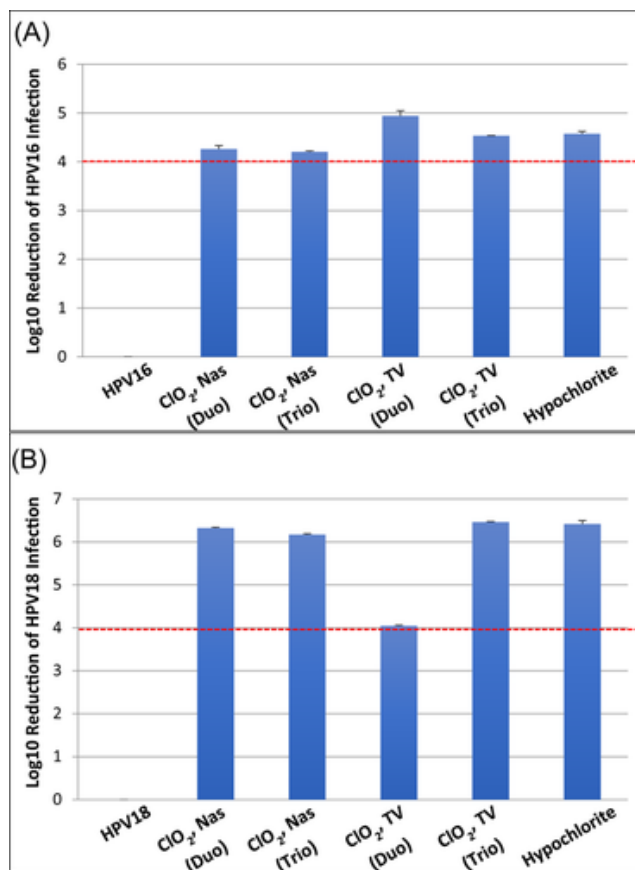 (A)
Log10 Reduction of HPV16 Infection
6
5
4
3
2
1
0
HPV16
ClO2, Nas
(Duo)
ClO2, Nas
(Trio)
ClO2, TV
(Duo)
ClO2, TV
(Trio)
Hypochlorite
(B)
Log10 Reduction of HPV18 Infection
7
6
5
4
3
2
1
0
HPV18
ClO2, Nas
(Duo)
ClO2, Nas
(Trio)
ClO2, TV
(Duo)
ClO2, TV
(Trio)
Hypochlorite